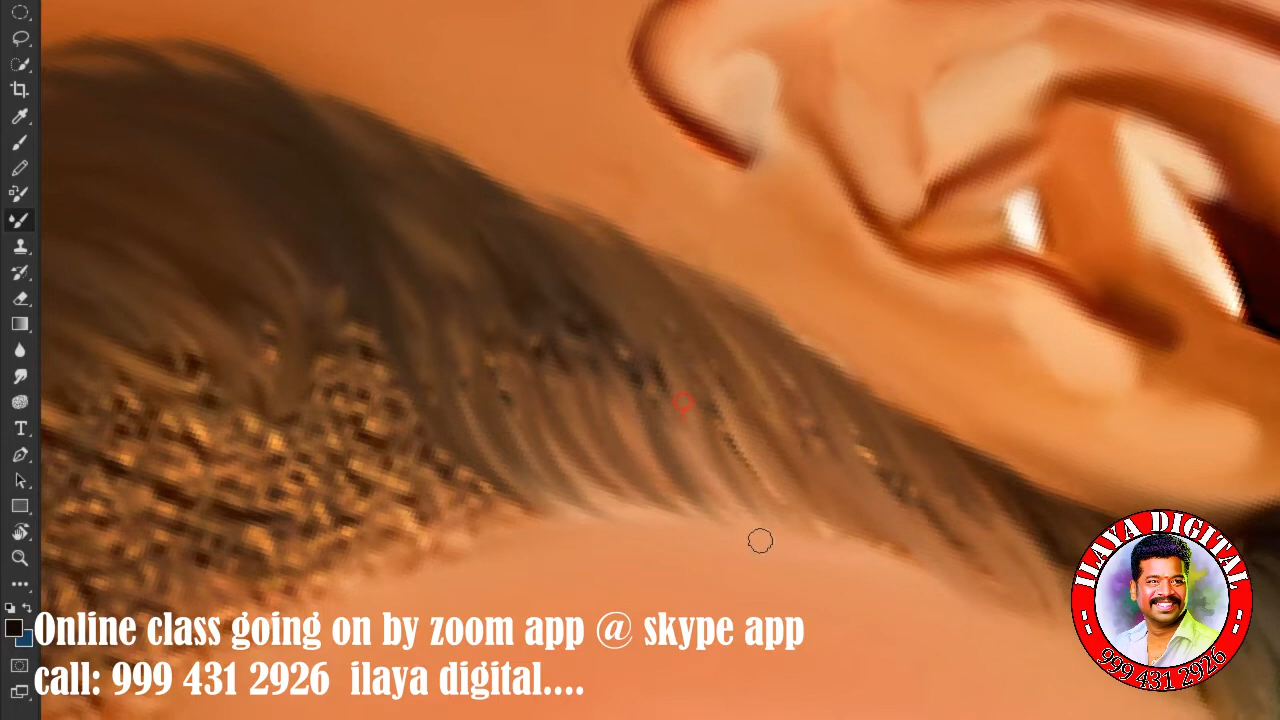 Online class going on by zoom app @ skype app
call: 999 431 2926 ilaya digital....
ILAYA DIGITAL
999 431 2926